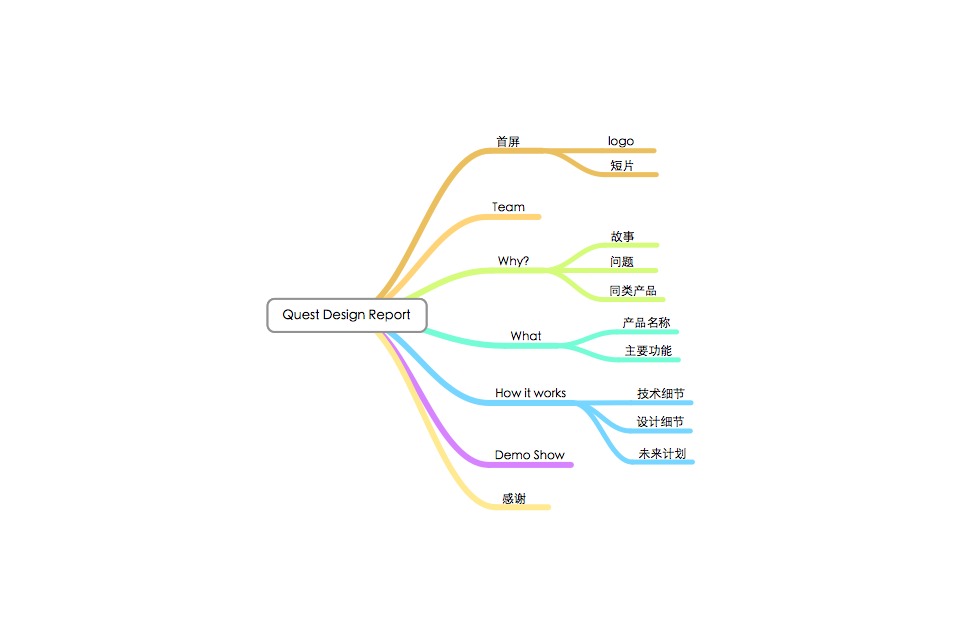 Quest Design Report
首屏
logo
短片
Team
Why?
故事
问题
同类产品
What
产品名称
主要功能
How it works
技术细节
设计细节
未来计划
Demo Show
感谢